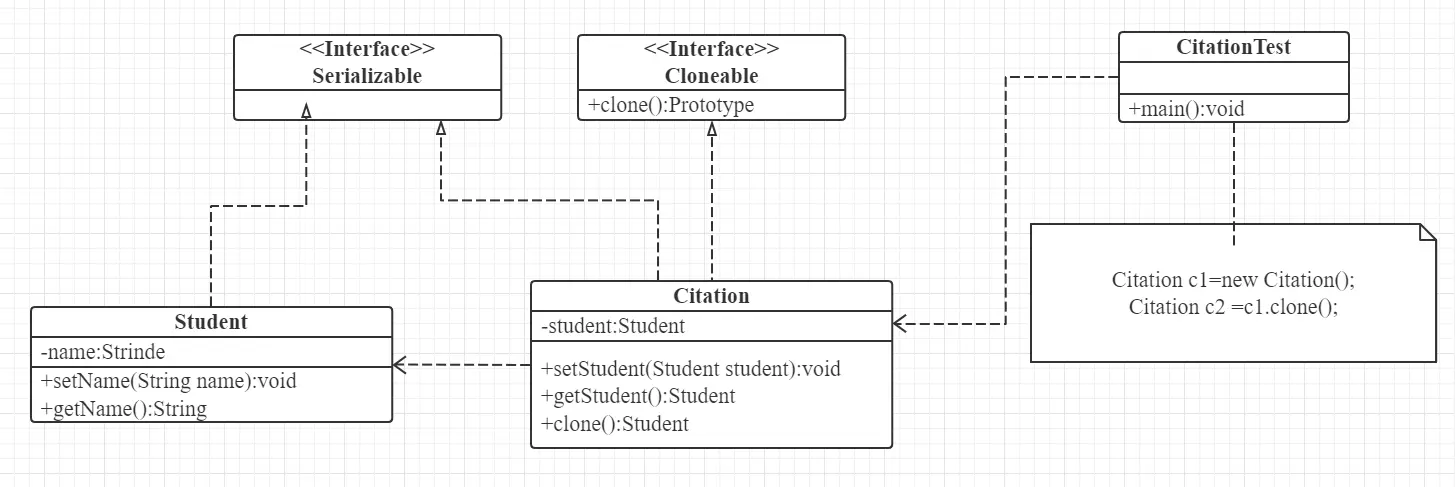 <<Interface>>
Serializable
<<Interface>>
Cloneable
+clone():Prototype
CitationTest
+main():void
Citation c1=new Citation();
Citation c2 =c1.clone();
Student
-name:Strinde
+setName(String name):void
+getName():String
Citation
-student:Student
+setStudent(Student student):void
+getStudent():Student
+clone():Student